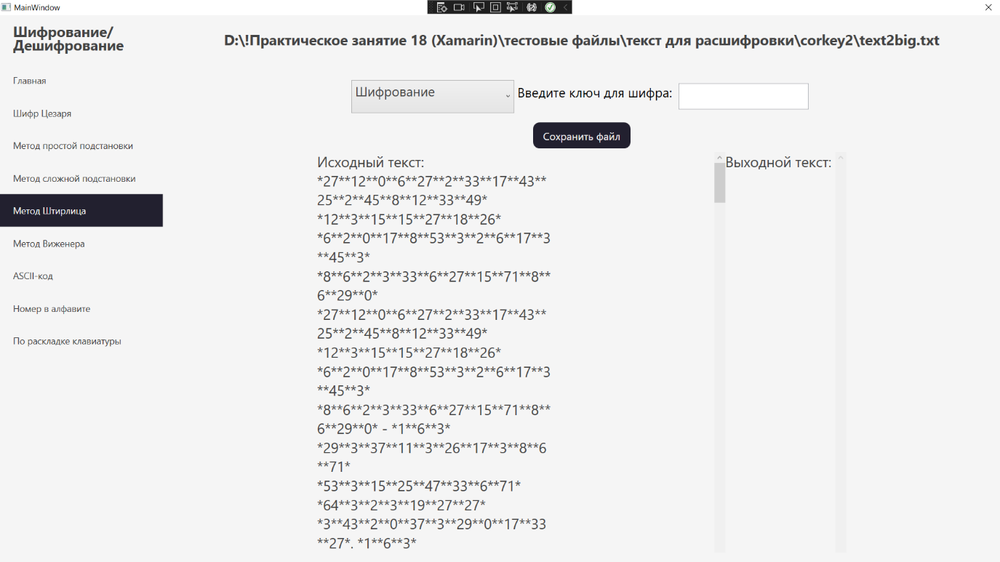 MainWindow
Шифрование/
Дешифрование
D:\!Практическое занятие 18 (Xamarin)\тестовые файлы\текст для расшифровки\corkey2\text2big.txt
Главная
Шифр Цезаря
Метод простой подстановки
Метод сложной подстановки
Метод Штирлица
Метод Виженера
ASCII-код
Номер в алфавите
По раскладке клавиатуры
Шифрование
Введите ключ для шифра:
Сохранить файл
Исходный текст:
*27**12**0**6**27**2**33**17**43**
25**2**45**8**12**33**49*
*12**3**15**15**27**18**26*
*6**2**0**17**8**53**3**2**6**17**3
**45**3*
*8**6**2**3**33**6**27**15**71**8**
6**29**0*
*27**12**0**6**27**2**33**17**43**
25**2**45**8**12**33**49*
*12**3**15**15**27**18**26*
*6**2**0**17**8**53**3**2**6**17**3
**45**3*
*8**6**2**3**33**6**27**15**71**8**
6**29**0* - *1**6**3*
*29**3**37**11**3**26**17**3**8**6
**71*
*53**3**15**25**47**33**6**71*
*64**3**2**3**19**27**27*
*3**43**2**0**37**3**29**0**17**33
**27*. *1**6**3*
Выходной текст: